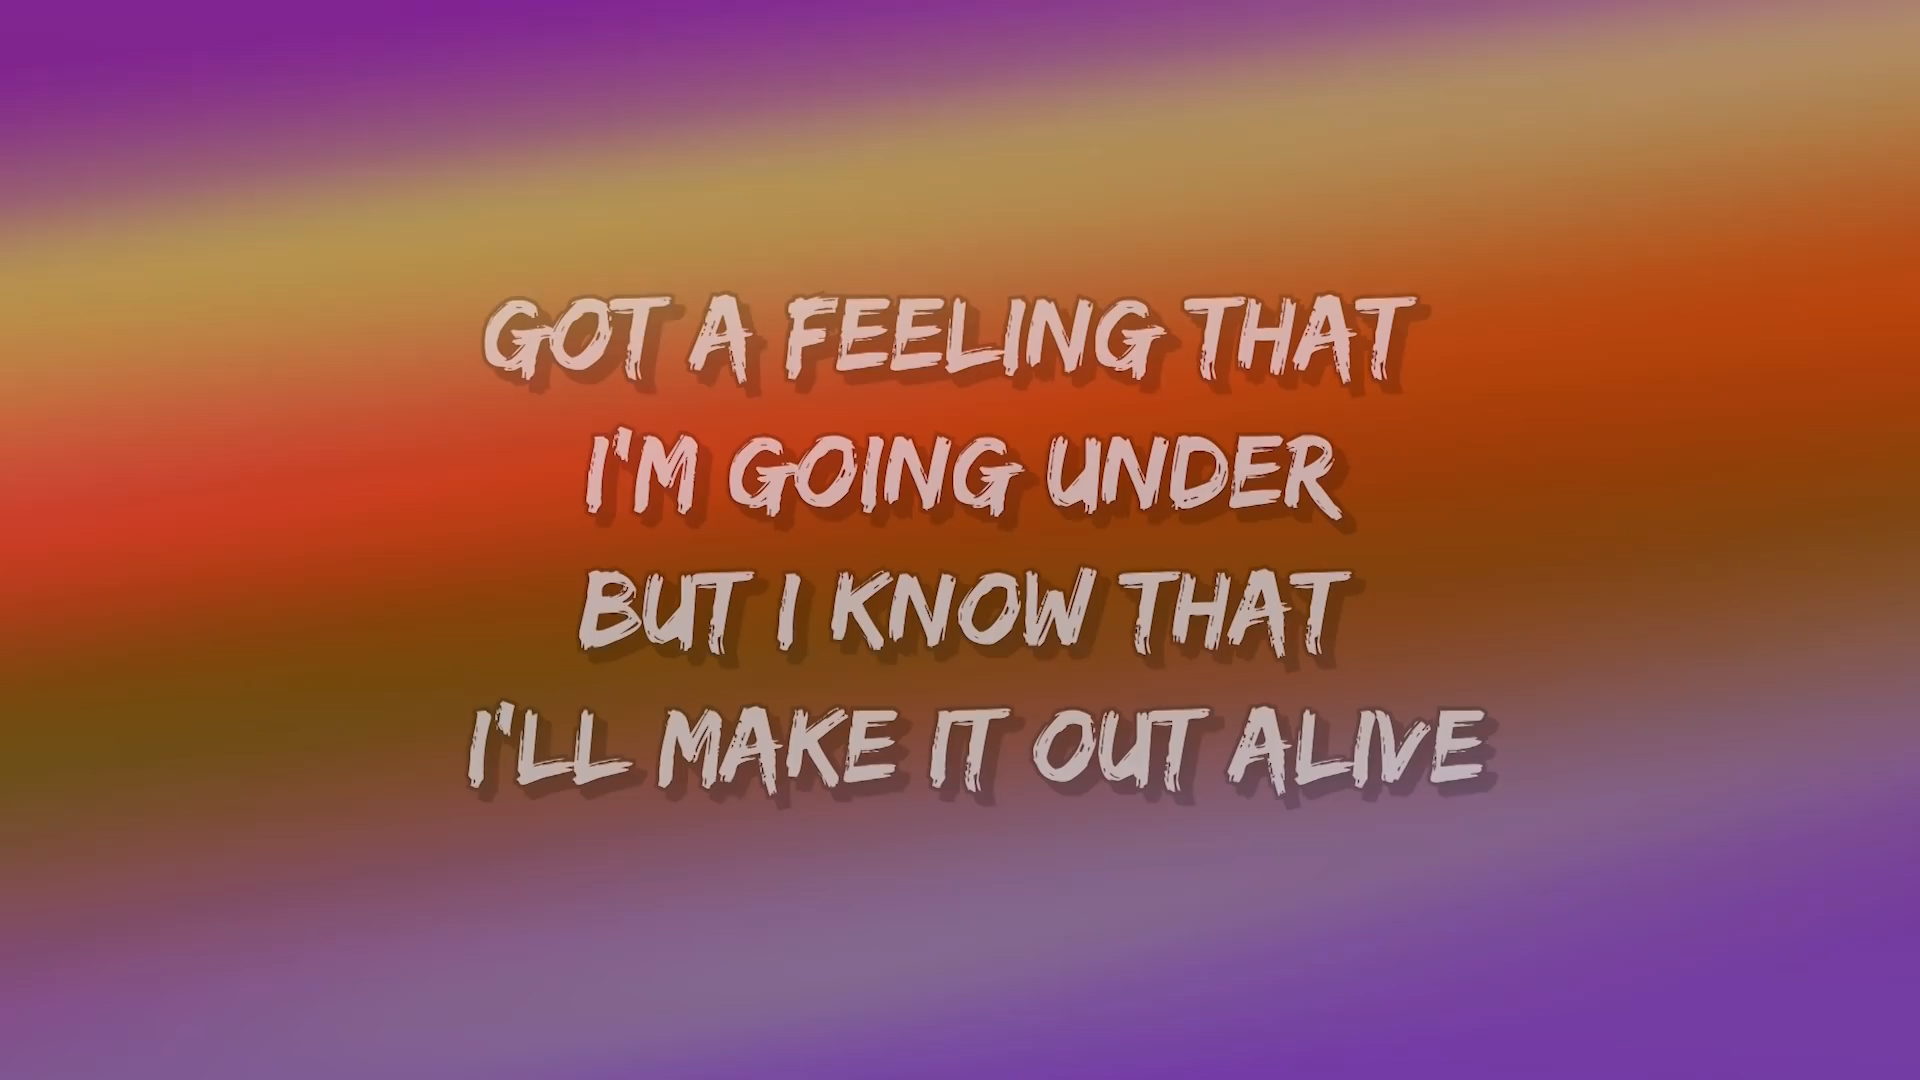 GOT A FEELING THAT
I'M GOING UNDER
BUT I KNOW THAT
I'LL MAKE IT OUT ALIVE